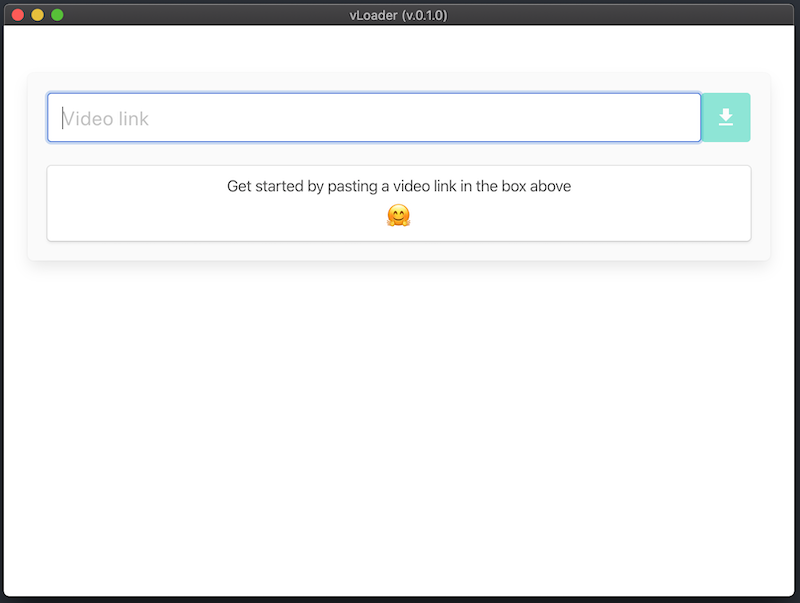 vLoader (v.0.1.0)
Video link
Get started by pasting a video link in the box above
🤗